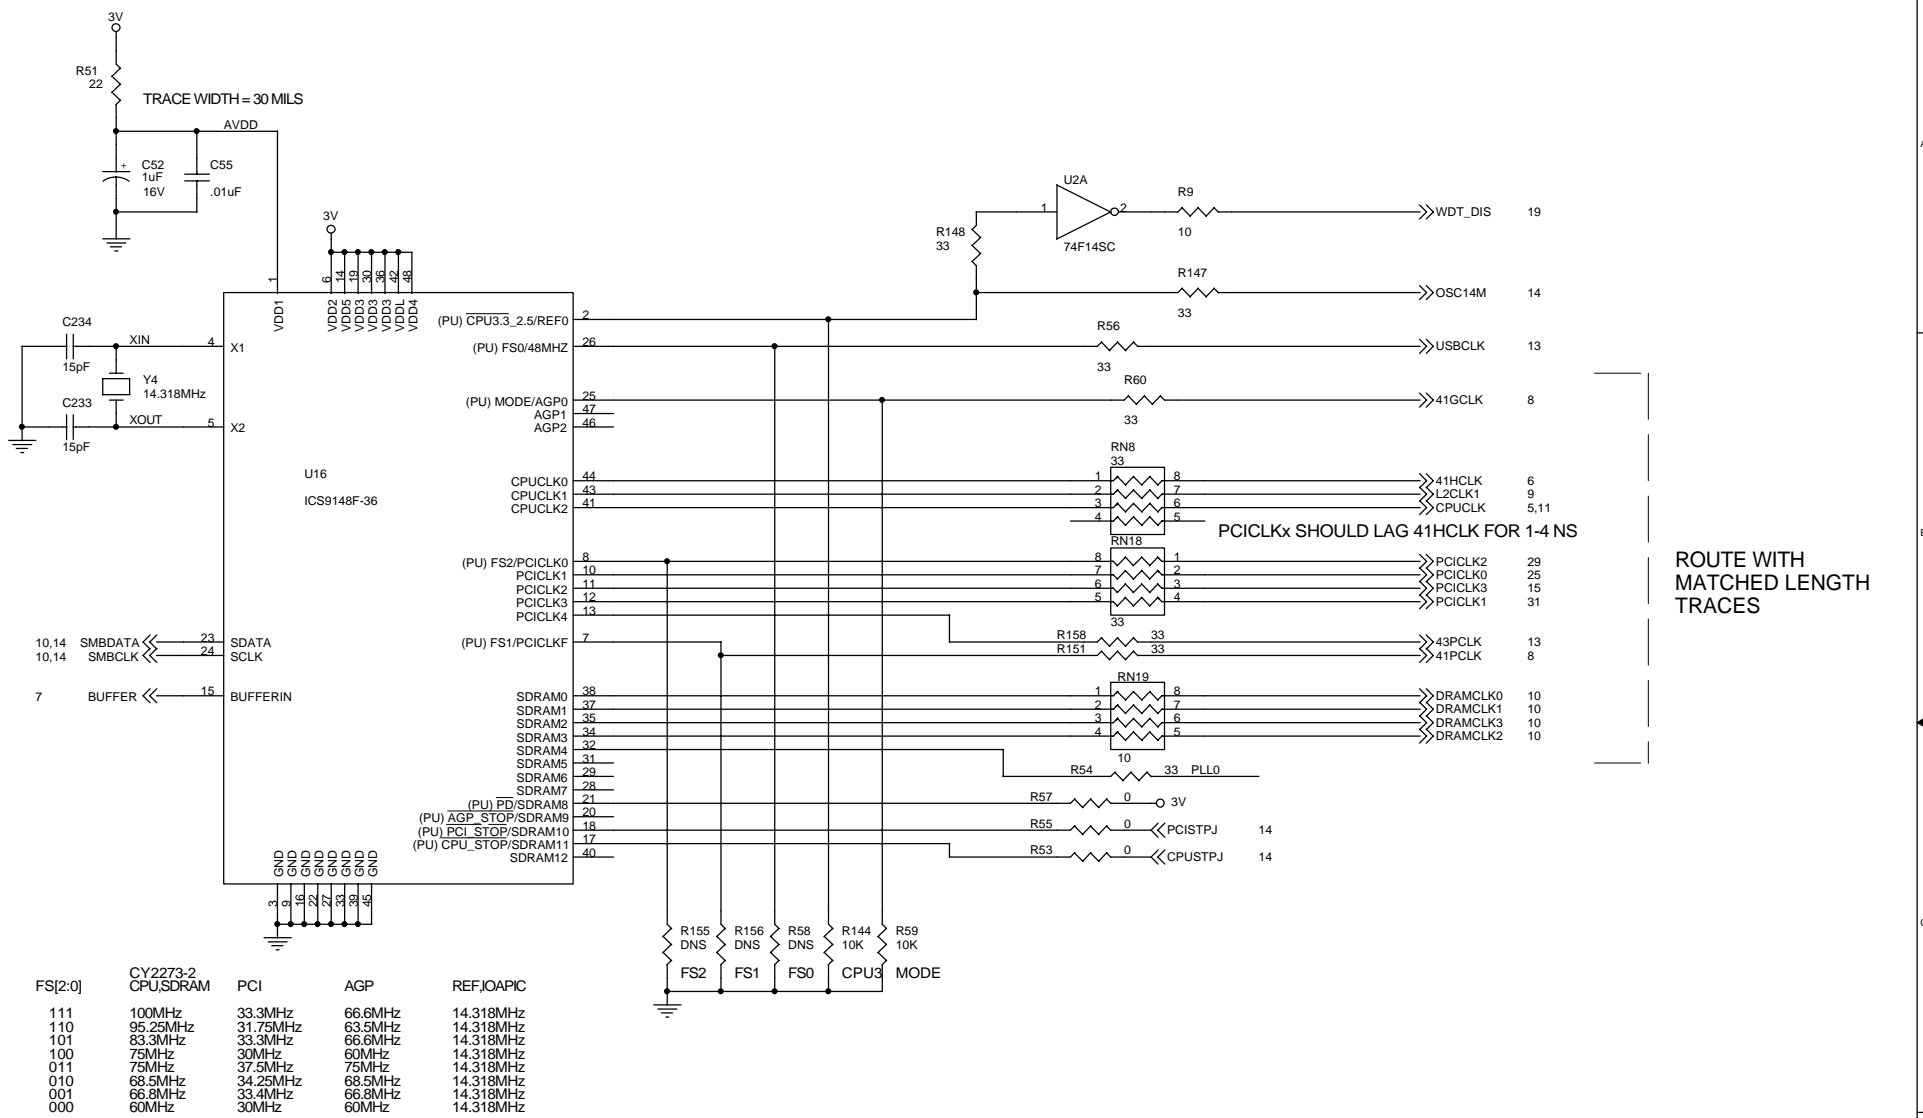 3V
R51
22
TRACE WIDTH = 30 MILS
AVDD
+
C52
1uF
16V
C55
.01uF
3V
1
6
14
19
30
36
42
48
VDD1
VDD2
VDD5
VDD3
VDD3
VDD3
VDDL
VDD4
U2A
1
2
74F14SC
R9
10
WDT_DIS 19
R148
33
R147
33
OSC14M 14
(PU) CPU3.3_2.5/REF0 2
C234
15pF
XIN
4 X1
Y4
14.318MHz
C233
15pF
XOUT
5 X2
(PU) FS0/48MHZ 26
R56
33
USBCLK 13
(PU) MODE/AGP0 25
R60
33
41GCLK 8
AGP1 47
AGP2 46
U16
ICS9148F-36
RN8
33
CPUCLK0 44 1 8 41HCLK 6
CPUCLK1 43 2 7 L2CLK1 9
CPUCLK2 41 3 6 CPUCLK 5,11
4 5
PCICLKx SHOULD LAG 41HCLK FOR 1-4 NS
RN18
(PU) FS2/PCICLK0 8 8 1 PCICLK2 29
PCICLK1 10 7 2 PCICLK0 25
PCICLK2 11 6 3 PCICLK3 15
PCICLK3 12 5 4 PCICLK1 31
PCICLK4 13
33
ROUTE WITH
MATCHED LENGTH
TRACES
(PU) FS1/PCICLKF 7
R158 33 43PCLK 13
R151 33 41PCLK 8
10,14 SMBDATA 23 SDATA
10,14 SMBCLK 24 SCLK
7 BUFFER 15 BUFFERIN
RN19
SDRAM0 38 1 8 DRAMCLK0 10
SDRAM1 37 2 7 DRAMCLK1 10
SDRAM2 35 3 6 DRAMCLK3 10
SDRAM3 34 4 5 DRAMCLK2 10
10
SDRAM4 32
SDRAM5 31
SDRAM6 29
SDRAM7 28
R54 33 PLL0
(PU) PD/SDRAM8 21 R57 0 3V
(PU) AGP_STOP/SDRAM9 20
(PU) PCI_STOP/SDRAM10 18 R55 0 PCISTPJ 14
(PU) CPU_STOP/SDRAM11 17
SDRAM12 40
R53 0 CPUSTPJ 14
GND
GND
GND
GND
GND
GND
GND
GND
3
9
16
22
27
33
39
45
R155 R156 R58 R144 R59
DNS DNS DNS 10K 10K
FS2 FS1 FS0 CPU3 MODE
CY2273-2
FS[2:0] CPU,SDRAM PCI AGP REF,IOAPIC
111 100MHz 33.3MHz 66.6MHz 14.318MHz
110 95.25MHz 31.75MHz 63.5MHz 14.318MHz
101 83.3MHz 33.3MHz 66.6MHz 14.318MHz
100 75MHz 30MHz 60MHz 14.318MHz
011 75MHz 37.5MHz 75MHz 14.318MHz
010 68.5MHz 34.25MHz 68.5MHz 14.318MHz
001 66.8MHz 33.4MHz 66.8MHz 14.318MHz
000 60MHz 30MHz 60MHz 14.318MHz